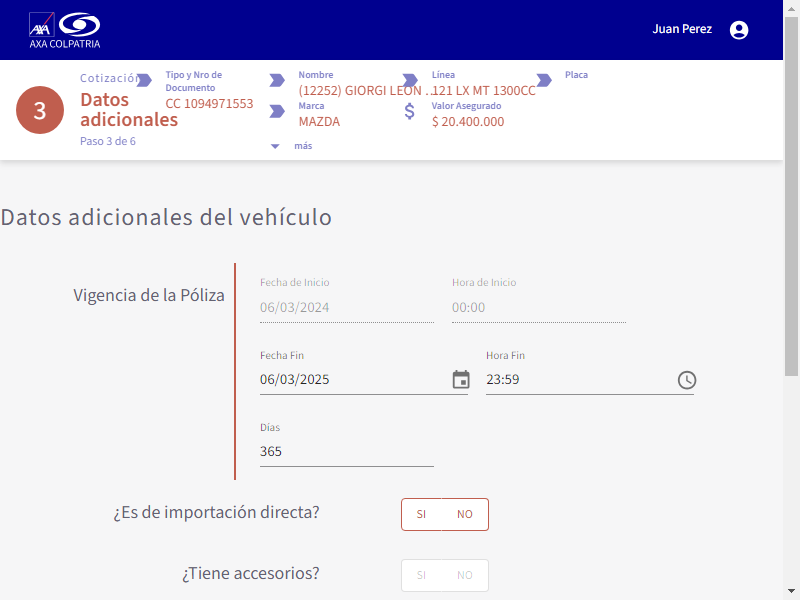 AXA
AXA COLPATRIA
Juan Perez
3
Cotización
Datos
adicionales
Paso 3 de 6
Tipo y Nro de
Documento
CC 1094971553
Nombre
(12252) GIORGI LEON ..
Marca
MAZDA
más
Línea
121 LX MT 1300CC
Valor Asegurado
$ 20.400.000
Placa
Datos adicionales del vehículo
Vigencia de la Póliza
Fecha de Inicio
06/03/2024
Hora de Inicio
00:00
Fecha Fin
06/03/2025
Hora Fin
23:59
Días
365
¿Es de importación directa?
SI NO
¿Tiene accesorios?
SI NO